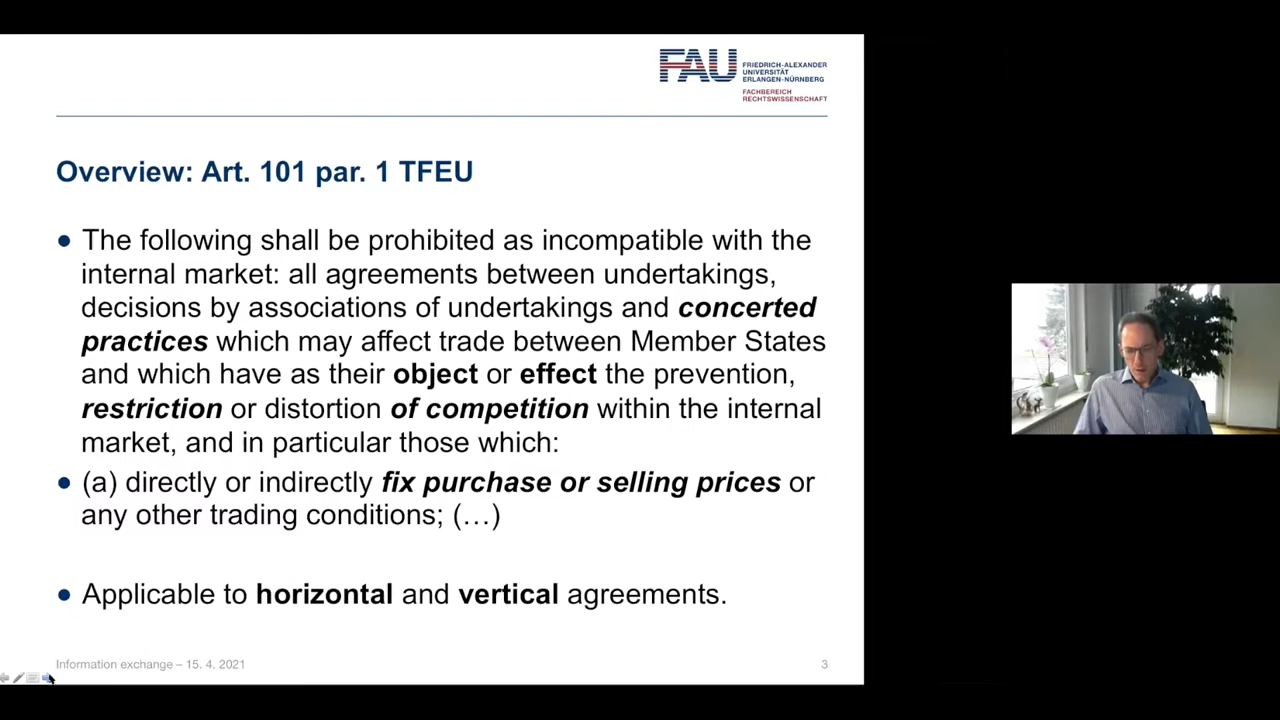 FAU
FRIEDRICH-ALEXANDER
UNIVERSITÄT
ERLANGEN-NÜRNBERG
FACHBEREICH
RECHTSWISSENSCHAFT
Overview: Art. 101 par. 1 TFEU
● The following shall be prohibited as incompatible with the
internal market: all agreements between undertakings,
decisions by associations of undertakings and concerted
practices which may affect trade between Member States
and which have as their object or effect the prevention,
restriction or distortion of competition within the internal
market, and in particular those which:
● (a) directly or indirectly fix purchase or selling prices or
any other trading conditions; (…)
● Applicable to horizontal and vertical agreements.
Information exchange – 15. 4. 2021
3